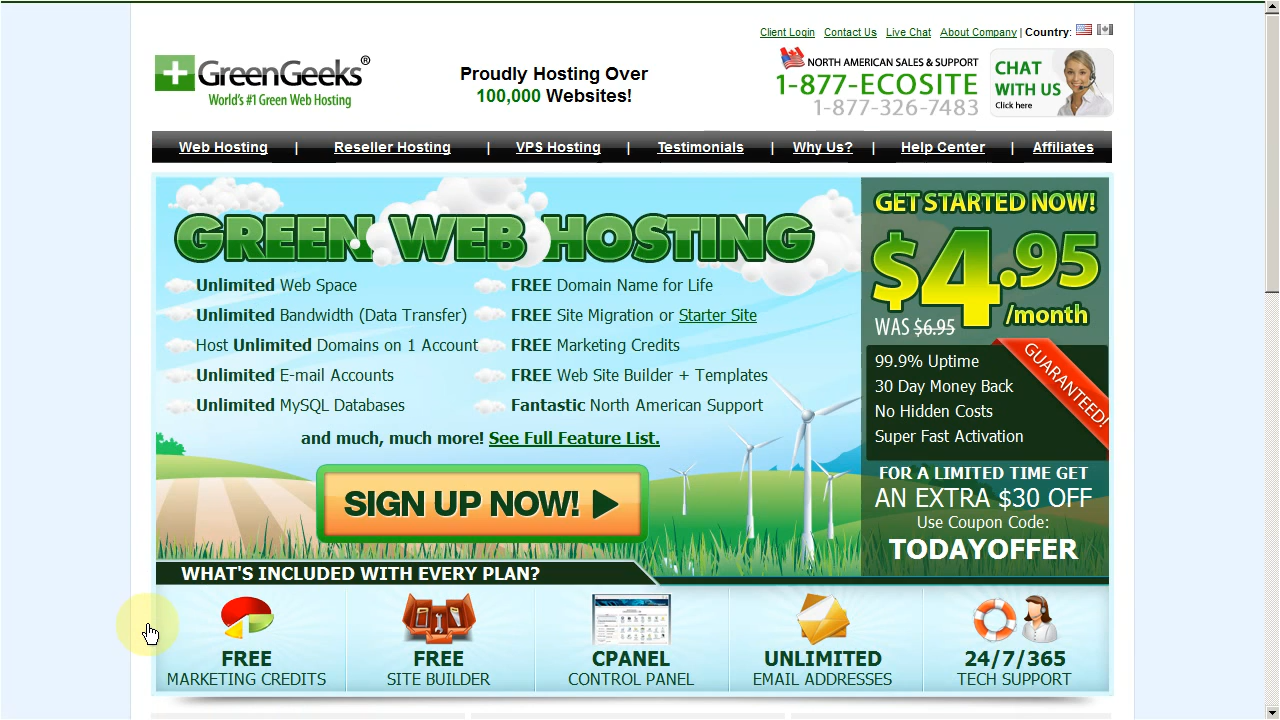 Client Login Contact Us Live Chat About Company | Country:
GreenGeeks®
World's #1 Green Web Hosting
Proudly Hosting Over
100,000 Websites!
NORTH AMERICAN SALES & SUPPORT
1-877-ECOSITE
1-877-326-7483
CHAT
WITH US
Click here
Web Hosting | Reseller Hosting | VPS Hosting | Testimonials | Why Us? | Help Center | Affiliates
GREEN WEB HOSTING
Unlimited Web Space
Unlimited Bandwidth (Data Transfer)
Host Unlimited Domains on 1 Account
Unlimited E-mail Accounts
Unlimited MySQL Databases
FREE Domain Name for Life
FREE Site Migration or Starter Site
FREE Marketing Credits
FREE Web Site Builder + Templates
Fantastic North American Support
and much, much more! See Full Feature List.
SIGN UP NOW!
GET STARTED NOW!
$4.95
/month
WAS $6.95
99.9% Uptime
30 Day Money Back
No Hidden Costs
Super Fast Activation
GUARANTEED!
FOR A LIMITED TIME GET
AN EXTRA $30 OFF
Use Coupon Code:
TODAYOFFER
WHAT'S INCLUDED WITH EVERY PLAN?
FREE
MARKETING CREDITS
FREE
SITE BUILDER
CPANEL
CONTROL PANEL
UNLIMITED
EMAIL ADDRESSES
24/7/365
TECH SUPPORT